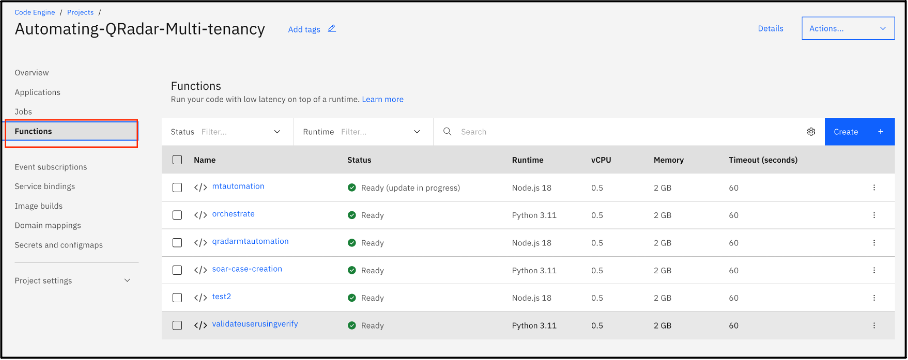 Code Engine / Projects /
Automating-QRadar-Multi-tenancy
Add tags
Details
Actions...
Overview
Applications
Jobs
Functions
Event subscriptions
Service bindings
Image builds
Domain mappings
Secrets and configmaps
Project settings
Functions
Run your code with low latency on top of a runtime. Learn more
Status Filter... Runtime Filter... Search Create +
Name Status Runtime vCPU Memory Timeout (seconds)
</> mtautomation Ready (update in progress) Node.js 18 0.5 2 GB 60
</> orchestrate Ready Python 3.11 0.5 2 GB 60
</> qradarmtautomation Ready Node.js 18 0.5 2 GB 60
</> soar-case-creation Ready Python 3.11 0.5 2 GB 60
</> test2 Ready Node.js 18 0.5 2 GB 60
</> validateuserusingverify Ready Python 3.11 0.5 2 GB 60